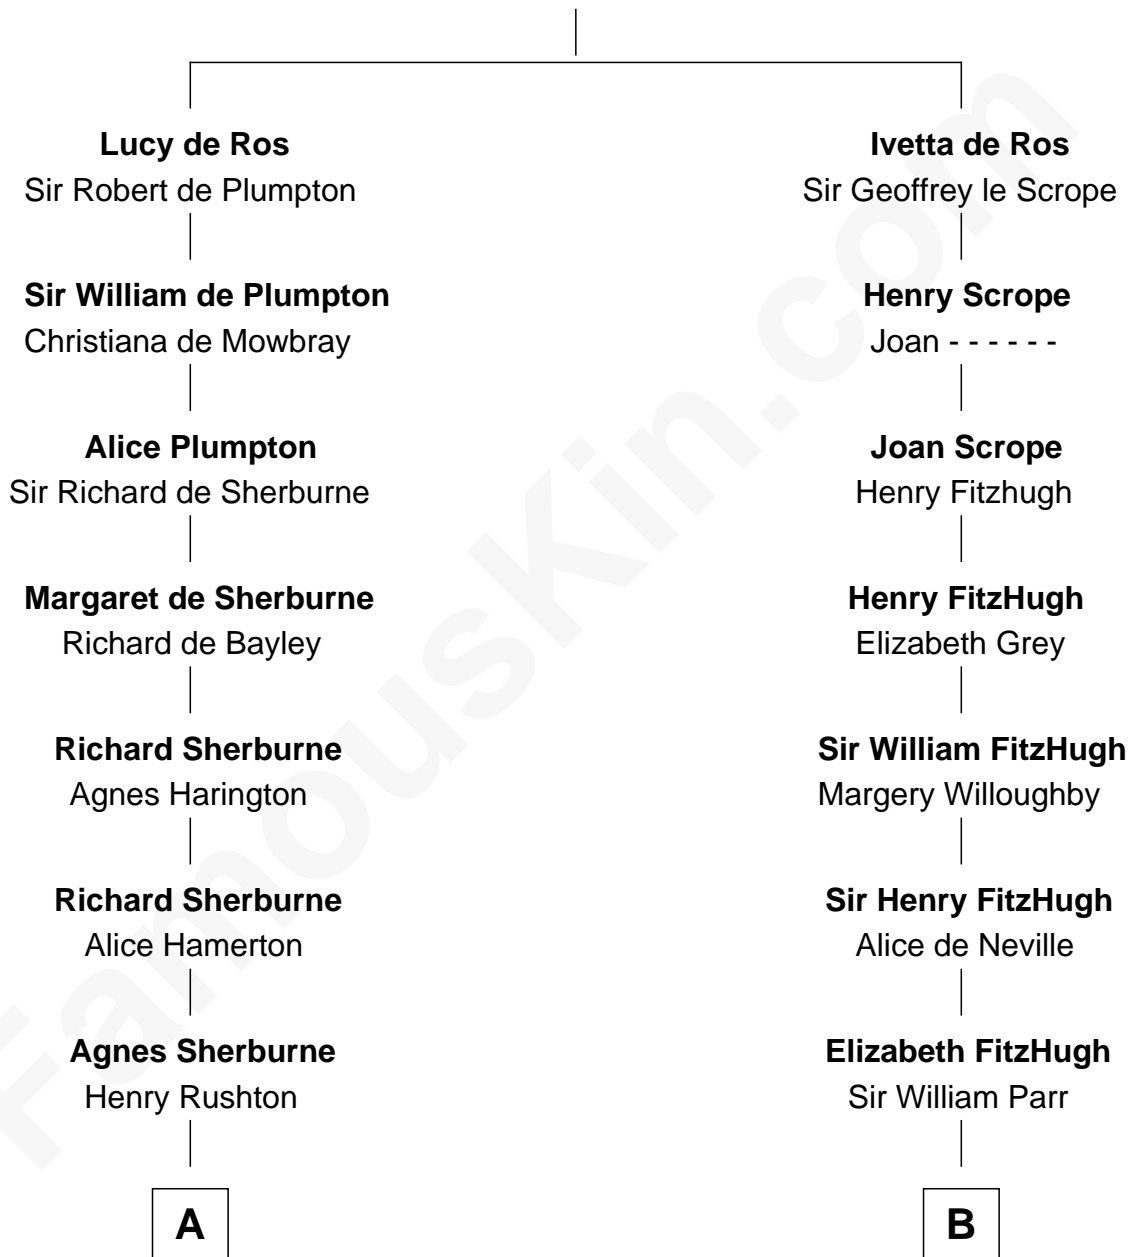 Lucy de Ros
Sir Robert de Plumpton
Sir William de Plumpton
Christiana de Mowbray
Alice Plumpton
Sir Richard de Sherburne
Margaret de Sherburne
Richard de Bayley
Richard Sherburne
Agnes Harington
Richard Sherburne
Alice Hamerton
Agnes Sherburne
Henry Rushton
A
Ivetta de Ros
Sir Geoffrey le Scrope
Henry Scrope
Joan - - - - - -
Joan Scrope
Henry Fitzhugh
Henry FitzHugh
Elizabeth Grey
Sir William FitzHugh
Margery Willoughby
Sir Henry FitzHugh
Alice de Neville
Elizabeth FitzHugh
Sir William Parr
B
FamousKin.com